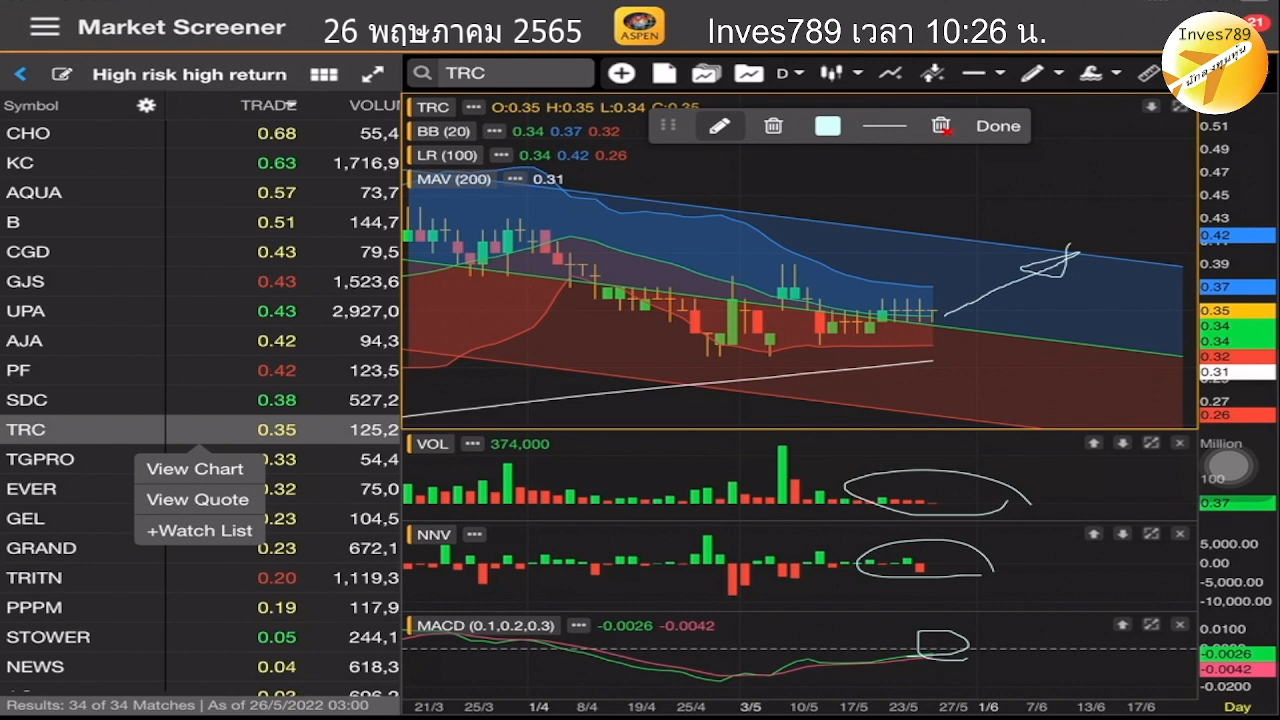 Market Screener
26 พฤษภาคม 2565
ASPEN
Inves789 เวลา 10:26 น.
21
Inves789
นักลงทุนหุ้น
High risk high return
TRC
D
Symbol TRADE VOLU
CHO 0.68 55,4
KC 0.63 1,716,9
AQUA 0.57 73,7
B 0.51 144,7
CGD 0.43 79,5
GJS 0.43 1,523,6
UPA 0.43 2,927,0
AJA 0.42 94,3
PF 0.42 123,5
SDC 0.38 527,2
TRC 0.35 125,2
TGPRO 0.33 54,4
EVER 0.32 75,0
GEL 0.23 104,5
GRAND 0.23 672,1
TRITN 0.20 1,119,3
PPPM 0.19 117,9
STOWER 0.05 244,1
NEWS 0.04 618,3
View Chart
View Quote
+Watch List
Results: 34 of 34 Matches | As of 26/5/2022 03:00
TRC O:0.35 H:0.35 L:0.34 C:0.35
BB (20) 0.34 0.37 0.32
LR (100) 0.34 0.42 0.26
MAV (200) 0.31
Done
0.51
0.49
0.47
0.45
0.43
0.42
0.39
0.37
0.35
0.34
0.34
0.32
0.31
0.27
0.26
VOL 374,000
Million
100
0.37
NNV
5,000.00
0.00
-5,000.00
-10,000.00
MACD (0.1,0.2,0.3) -0.0026 -0.0042
0.0100
-0.0026
-0.0042
-0.0200
21/3 25/3 1/4 8/4 19/4 25/4 3/5 10/5 17/5 23/5 27/5 1/6 7/6 13/6 17/6 Day